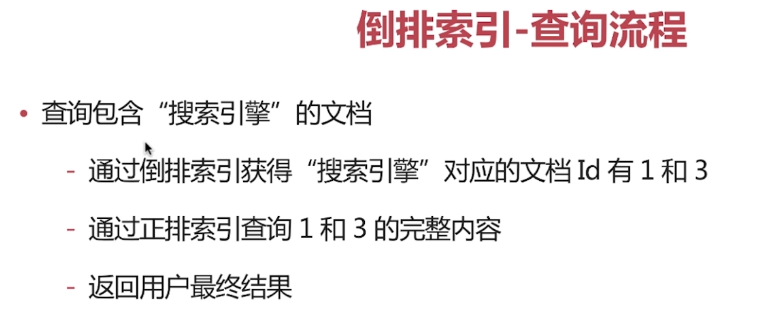 倒排索引-查询流程
• 查询包含“搜索引擎”的文档
- 通过倒排索引获得“搜索引擎”对应的文档 Id 有 1 和 3
- 通过正排索引查询 1 和 3 的完整内容
- 返回用户最终结果